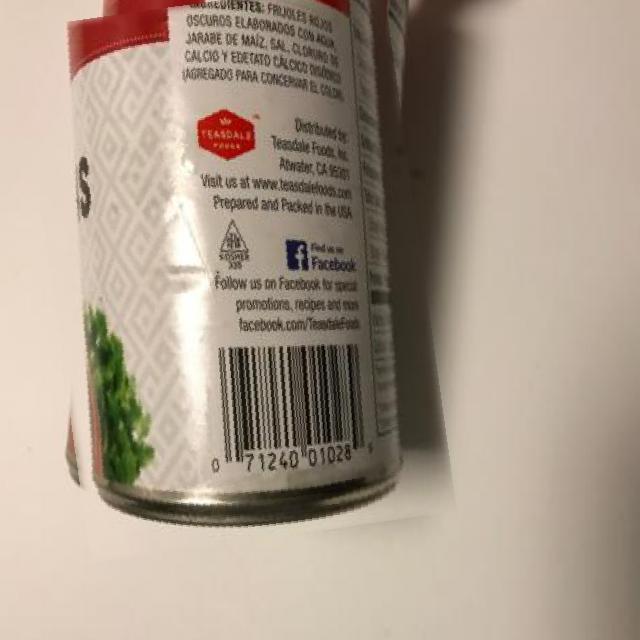 INGREDIENTES: FRIJOLES ROJOS
OSCUROS ELABORADOS CON AGUA,
JARABE DE MAÍZ, SAL, CLORURO DE
CALCIO Y EDETATO CÁLCICO DISÓDICO
(AGREGADO PARA CONSERVAR EL COLOR).
TEASDALE
FOODS
Distributed by:
Teasdale Foods, Inc.
Atwater, CA 95301
Visit us at www.teasdalefoods.com
Prepared and Packed in the USA
KOSHER
Find us on
Facebook
Follow us on Facebook for special
promotions, recipes and more
facebook.com/TeasdaleFoods
0 71240 01028
S